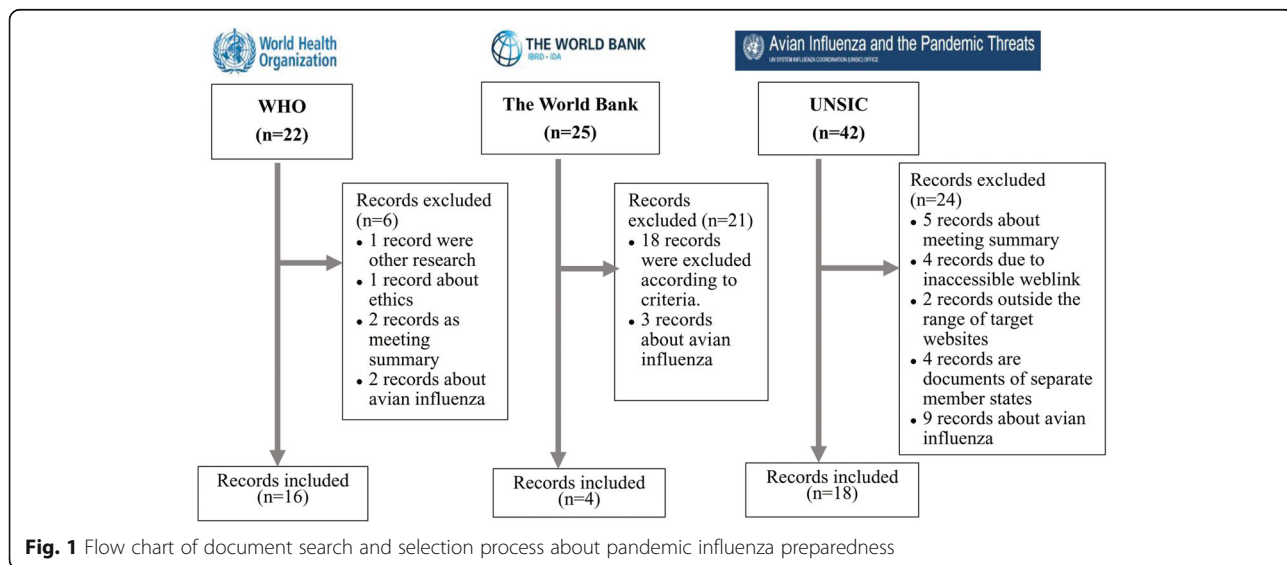 World Health
Organization
THE WORLD BANK
IBRD • IDA
Avian Influenza and the Pandemic Threats
UN SYSTEM INFLUENZA COORDINATION (UNSIC) OFFICE
WHO
(n=22)
The World Bank
(n=25)
UNSIC
(n=42)
Records excluded
(n=6)
• 1 record were
other research
• 1 record about
ethics
• 2 records as
meeting
summary
• 2 records about
avian influenza
Records
excluded (n=21)
• 18 records
were excluded
according to
criteria.
• 3 records
about avian
influenza
Records excluded
(n=24)
• 5 records about
meeting summary
• 4 records due to
inaccessible weblink
• 2 records outside the
range of target
websites
• 4 records are
documents of separate
member states
• 9 records about avian
influenza
Records included
(n=16)
Records included
(n=4)
Records included
(n=18)
Fig. 1 Flow chart of document search and selection process about pandemic influenza preparedness